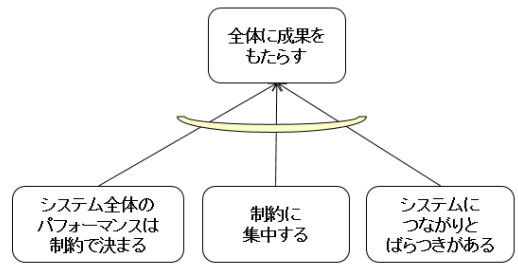 全体に成果を
もたらす
システム全体の
パフォーマンスは
制約で決まる
制約に
集中する
システムに
つながりと
ばらつきがある